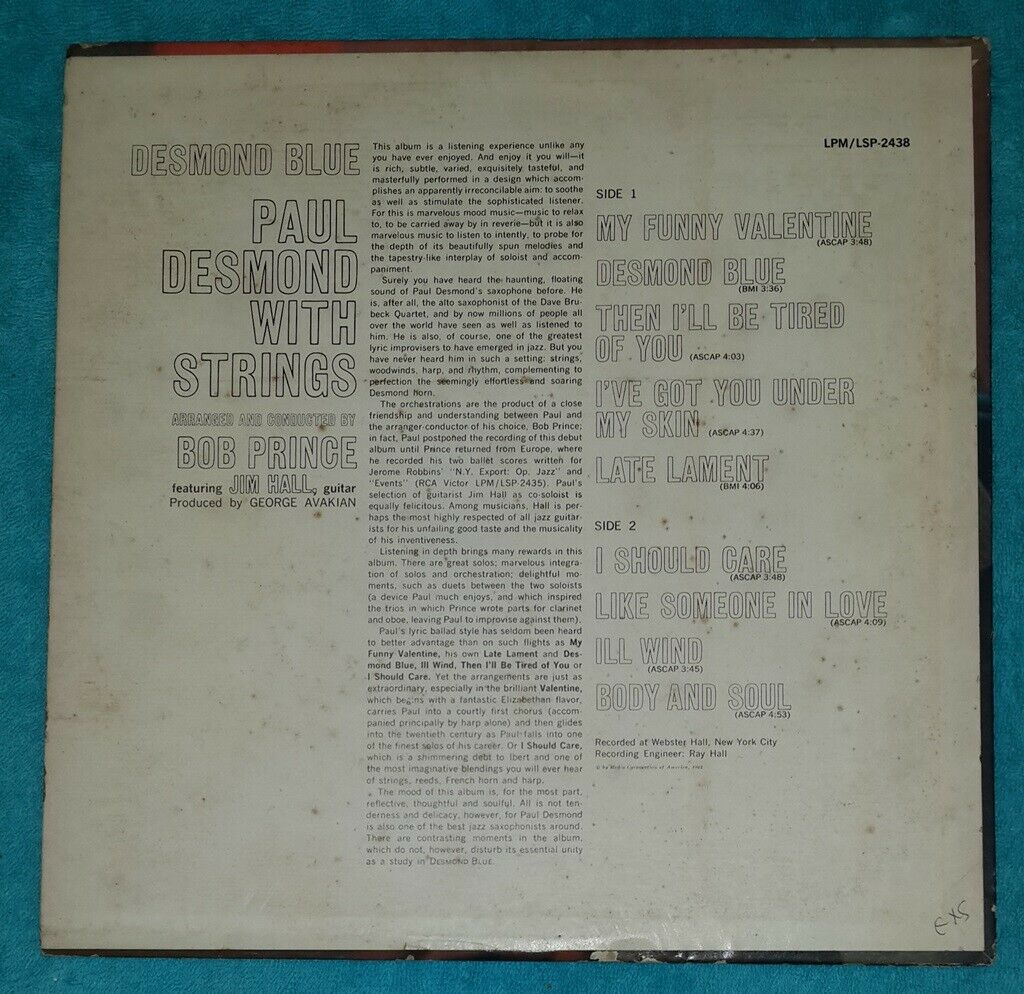 DESMOND BLUE
PAUL
DESMOND
WITH
STRINGS
ARRANGED AND CONDUCTED BY
BOB PRINCE
featuring JIM HALL, guitar
Produced by GEORGE AVAKIAN
This album is a listening experience unlike any
you have ever enjoyed. And enjoy it you will—it
is rich, subtle, varied, exquisitely tasteful, and
masterfully performed in a design which accom-
plishes an apparently irreconcilable aim: to soothe
as well as stimulate the sophisticated listener.
For this is marvelous mood music—music to relax
to, to be carried away by in reverie—but it is also
marvelous music to listen to intently, to probe for
the depth of its beautifully spun melodies and
the tapestry-like interplay of soloist and accom-
paniment.
Surely you have heard the haunting, floating
sound of Paul Desmond's saxophone before. He
is, after all, the alto saxophonist of the Dave Bru-
beck Quartet, and by now millions of people all
over the world have seen as well as listened to
him. He is also, of course, one of the greatest
lyric improvisers to have emerged in jazz. But you
have never heard him in such a setting: strings,
woodwinds, harp, and rhythm, complementing to
perfection the seemingly effortless and soaring
Desmond horn.
The orchestrations are the product of a close
friendship and understanding between Paul and
the arranger-conductor of his choice, Bob Prince;
in fact, Paul postponed the recording of this debut
album until Prince returned from Europe, where
he recorded his two ballet scores written for
Jerome Robbins' "N.Y. Export: Op. Jazz" and
"Events" (RCA Victor LPM/LSP-2435). Paul's
selection of guitarist Jim Hall as co-soloist is
equally felicitous. Among musicians, Hall is per-
haps the most highly respected of all jazz guitar-
ists for his unfailing good taste and the musicality
of his inventiveness.
Listening in depth brings many rewards in this
album. There are great solos; marvelous integra-
tion of solos and orchestration; delightful mo-
ments, such as duets between the two soloists
(a device Paul much enjoys, and which inspired
the trios in which Prince wrote parts for clarinet
and oboe, leaving Paul to improvise against them).
Paul's lyric ballad style has seldom been heard
to better advantage than on such flights as My
Funny Valentine, his own Late Lament and Des-
mond Blue, Ill Wind, Then I'll Be Tired of You or
I Should Care. Yet the arrangements are just as
extraordinary, especially in the brilliant Valentine,
which begins with a fantastic Elizabethan flavor,
carries Paul into a courtly first chorus (accom-
panied principally by harp alone) and then glides
into the twentieth century as Paul falls into one
of the finest solos of his career. Or I Should Care,
which is a shimmering debt to Ibert and one of
the most imaginative blendings you will ever hear
of strings, reeds, French horn and harp.
The mood of this album is, for the most part,
reflective, thoughtful and soulful. All is not ten-
derness and delicacy, however, for Paul Desmond
is also one of the best jazz saxophonists around.
There are contrasting moments in the album,
which do not, however, disturb its essential unity
as a study in DESMOND BLUE.
LPM/LSP-2438
SIDE 1
MY FUNNY VALENTINE
(ASCAP 3:48)
DESMOND BLUE
(BMI 3:36)
THEN I'LL BE TIRED
OF YOU (ASCAP 4:03)
I'VE GOT YOU UNDER
MY SKIN (ASCAP 4:37)
LATE LAMENT
(BMI 4:06)
SIDE 2
I SHOULD CARE
(ASCAP 3:48)
LIKE SOMEONE IN LOVE
(ASCAP 4:09)
ILL WIND
(ASCAP 3:45)
BODY AND SOUL
(ASCAP 4:53)
Recorded at Webster Hall, New York City
Recording Engineer: Ray Hall
© by Radio Corporation of America, 1962